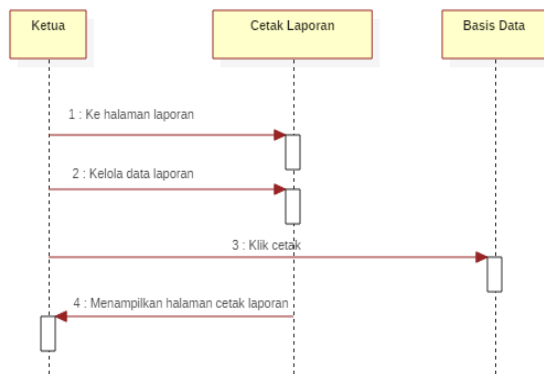 Ketua
Cetak Laporan
Basis Data
1 : Ke halaman laporan
2 : Kelola data laporan
3 : Klik cetak
4 : Menampilkan halaman cetak laporan